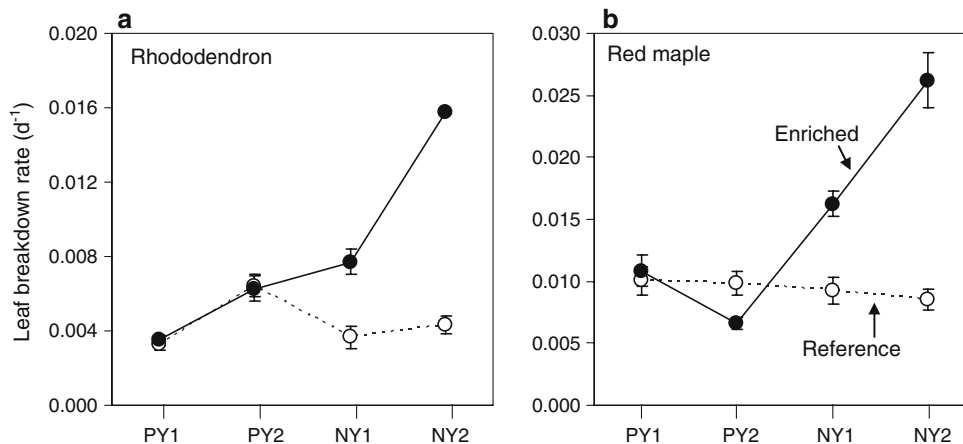 a
Rhododendron
Leaf breakdown rate (d⁻¹)
0.020
0.016
0.012
0.008
0.004
0.000
PY1 PY2 NY1 NY2
b
Red maple
Enriched
Reference
0.030
0.025
0.020
0.015
0.010
0.005
0.000
PY1 PY2 NY1 NY2